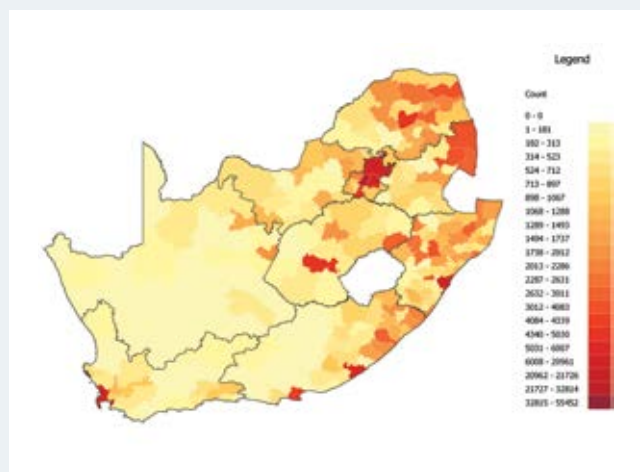 Legend
Count
0 - 0
1 - 181
182 - 313
314 - 523
524 - 712
713 - 897
898 - 1067
1068 - 1288
1289 - 1493
1494 - 1737
1738 - 2012
2013 - 2286
2287 - 2631
2632 - 3011
3012 - 4083
4084 - 4339
4340 - 5030
5031 - 6007
6008 - 20961
20962 - 21726
21727 - 32814
32815 - 55452